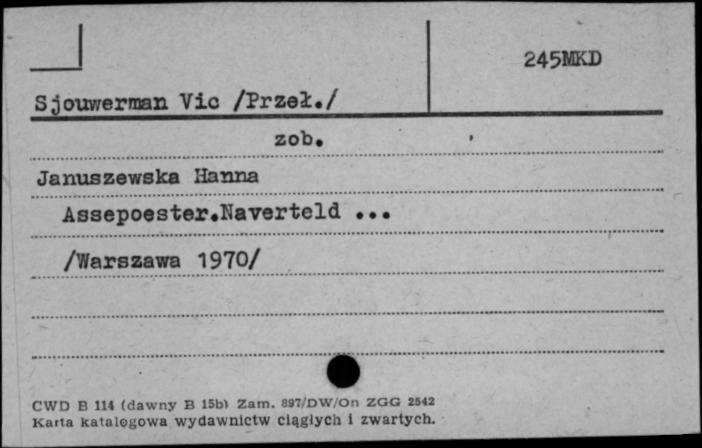 245MKD
Sjouwerman Vic /Przeł./
zob.
Januszewska Hanna
Assepoester.Naverteld ...
/Warszawa 1970/
CWD B 114 (dawny B 15b) Zam. 897/DW/On ZGG 2542
Karta katalogowa wydawnictw ciągłych i zwartych.